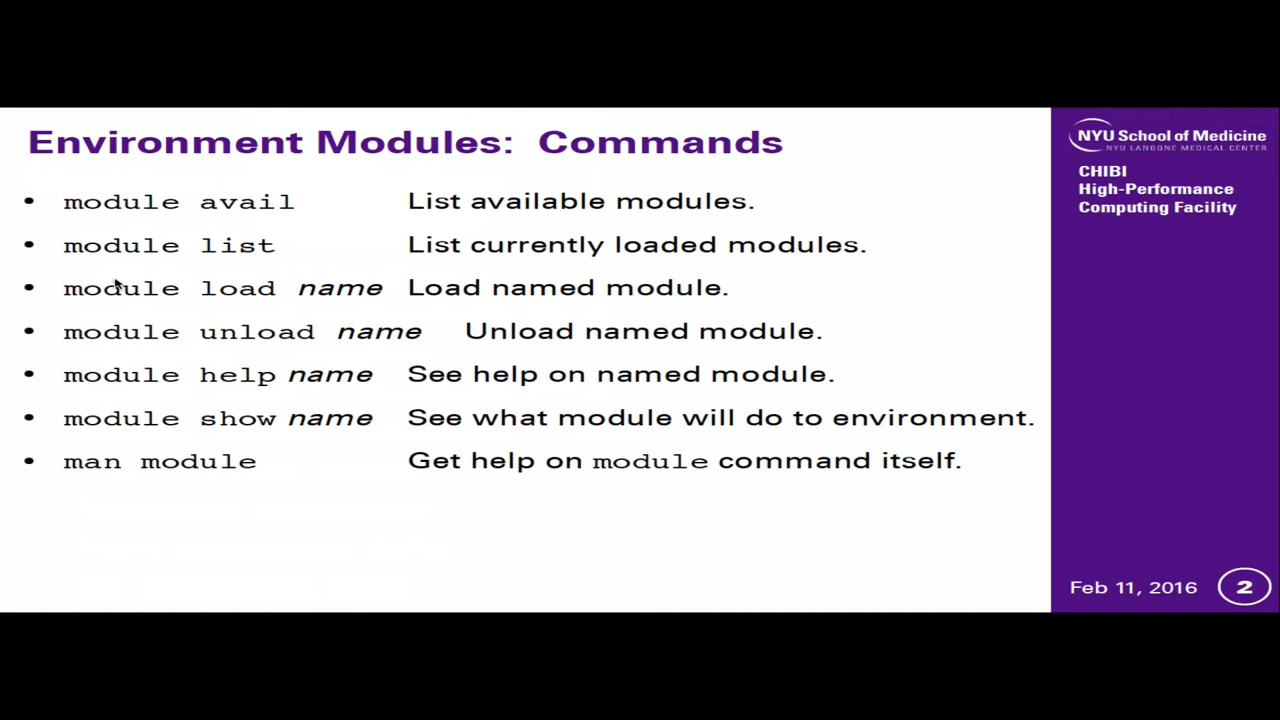 Environment Modules: Commands
• module avail List available modules.
• module list List currently loaded modules.
• module load name Load named module.
• module unload name Unload named module.
• module help name See help on named module.
• module show name See what module will do to environment.
• man module Get help on module command itself.
NYU School of Medicine
NYU LANGONE MEDICAL CENTER
CHIBI
High-Performance
Computing Facility
Feb 11, 2016 2